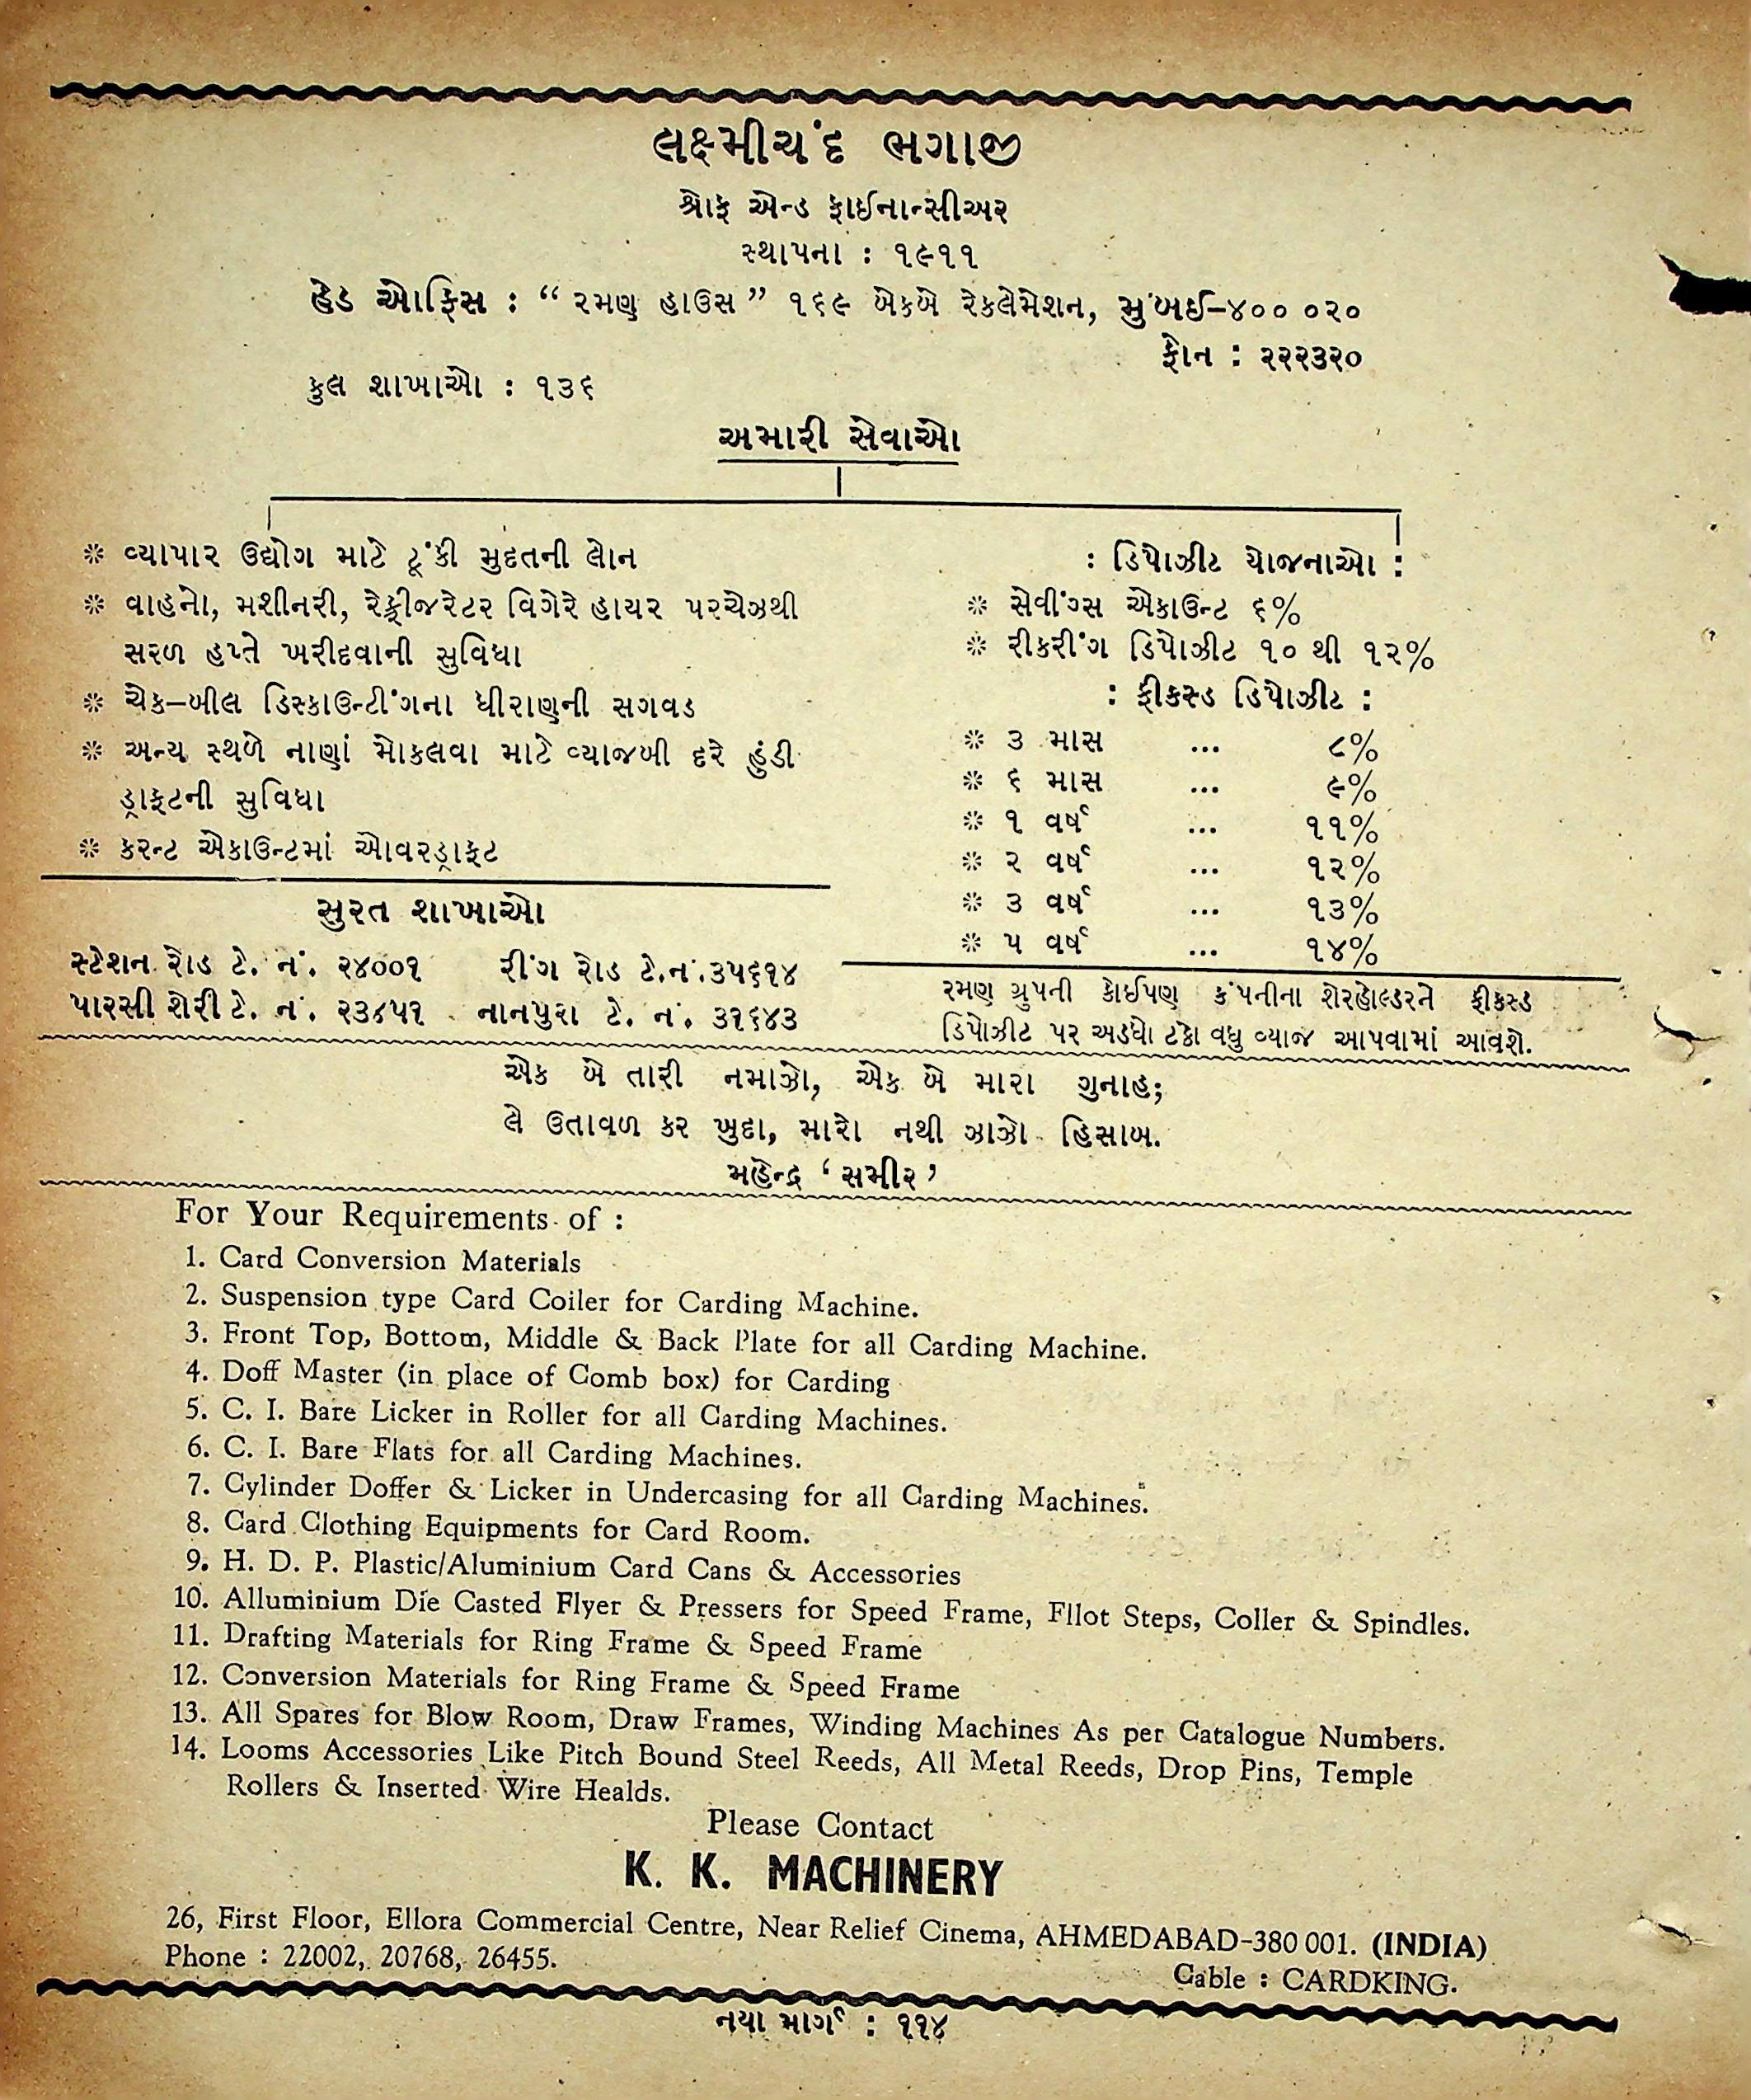 લક્ષ્મીચંદ ભગાજી
શ્રોફ એન્ડ ફાઈનાન્સીઅર
સ્થાપના : ૧૯૧૧
હેડ ઓફિસ : “ રમણ હાઉસ ” ૧૬૯ બેકબે રેકલેમેશન, મુંબઈ–૪૦૦ ૦૨૦
ફોન : ૨૨૨૩૨૦
કુલ શાખાઓ : ૧૩૬
અમારી સેવાઓ
❊ વ્યાપાર ઉદ્યોગ માટે ટૂંકી મુદતની લોન
❊ વાહનો, મશીનરી, રેફ્રીજરેટર વિગેરે હાયર પરચેઝથી
સરળ હપ્તે ખરીદવાની સુવિધા
❊ ચેક–બીલ ડિસ્કાઉન્ટીંગના ધીરાણની સગવડ
❊ અન્ય સ્થળે નાણાં મોકલવા માટે વ્યાજબી દરે હુંડી
ડ્રાફ્ટની સુવિધા
❊ કરન્ટ એકાઉન્ટમાં ઓવરડ્રાફ્ટ
સુરત શાખાઓ
સ્ટેશન રોડ ટે. નં. ૨૪૦૦૧ રીંગ રોડ ટે.નં.૩૫૬૧૪
પારસી શેરી ટે. નં. ૨૩૮૫૧ નાનપુરા ટે. નં. ૩૧૬૪૩
: ડિપોઝીટ યોજનાઓ :
❊ સેવીંગ્સ એકાઉન્ટ ૬%
❊ રીકરીંગ ડિપોઝીટ ૧૦ થી ૧૨%
: ફીકસ્ડ ડિપોઝીટ :
❊ ૩ માસ ... ૮%
❊ ૬ માસ ... ૯%
❊ ૧ વર્ષ ... ૧૧%
❊ ૨ વર્ષ ... ૧૨%
❊ ૩ વર્ષ ... ૧૩%
❊ ૫ વર્ષ ... ૧૪%
રમણ ગ્રુપની કોઈપણ કંપનીના શેરહોલ્ડરને ફીકસ્ડ
ડિપોઝીટ પર અડધો ટકો વધુ વ્યાજ આપવામાં આવશે.
એક બે તારી નમાઝો, એક બે મારા ગુનાહ;
લે ઉતાવળ કર ખુદા, મારો નથી ઝાઝો હિસાબ.
મહેન્દ્ર ‘ સમીર ’
For Your Requirements of :
1. Card Conversion Materials
2. Suspension type Card Coiler for Carding Machine.
3. Front Top, Bottom, Middle & Back Plate for all Carding Machine.
4. Doff Master (in place of Comb box) for Carding
5. C. I. Bare Licker in Roller for all Carding Machines.
6. C. I. Bare Flats for all Carding Machines.
7. Cylinder Doffer & Licker in Undercasing for all Carding Machines.
8. Card Clothing Equipments for Card Room.
9. H. D. P. Plastic/Aluminium Card Cans & Accessories
10. Alluminium Die Casted Flyer & Pressers for Speed Frame, Fllot Steps, Coller & Spindles.
11. Drafting Materials for Ring Frame & Speed Frame
12. Conversion Materials for Ring Frame & Speed Frame
13. All Spares for Blow Room, Draw Frames, Winding Machines As per Catalogue Numbers.
14. Looms Accessories Like Pitch Bound Steel Reeds, All Metal Reeds, Drop Pins, Temple
Rollers & Inserted Wire Healds.
Please Contact
K. K. MACHINERY
26, First Floor, Ellora Commercial Centre, Near Relief Cinema, AHMEDABAD-380 001. (INDIA)
Phone : 22002, 20768, 26455.
Cable : CARDKING.
નયા માર્ગ : ૧૧૪